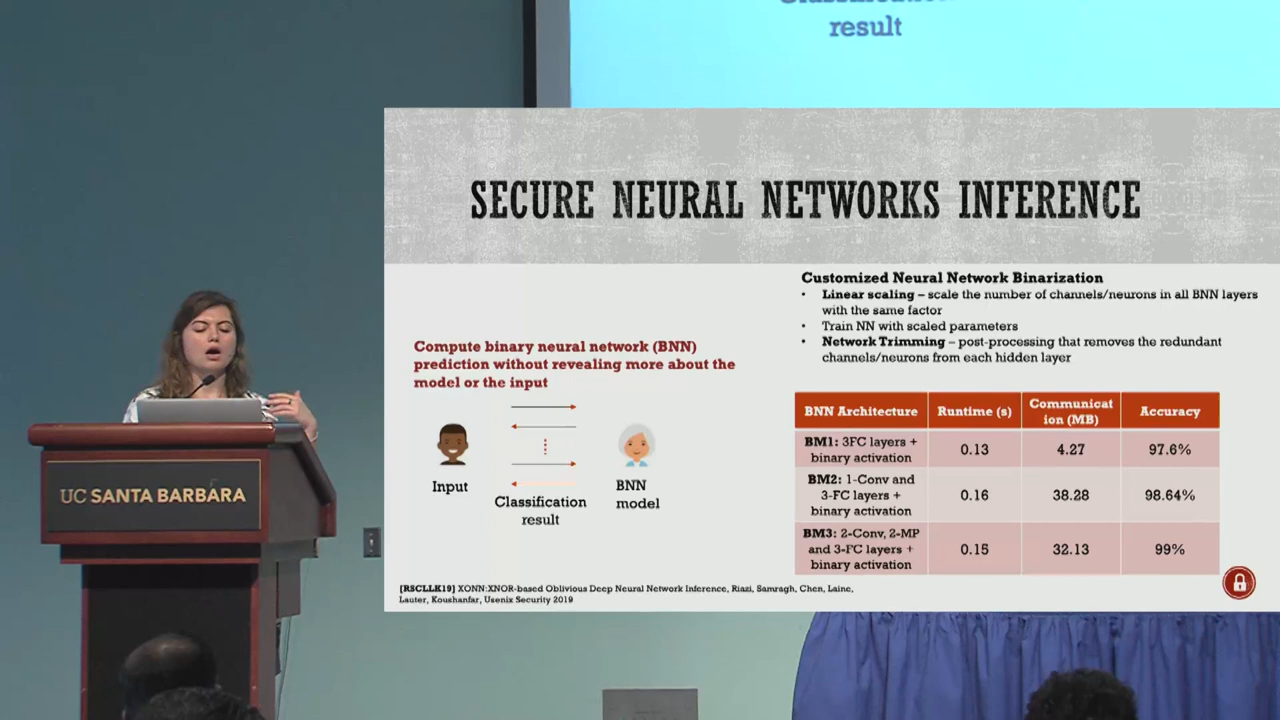 result
SECURE NEURAL NETWORKS INFERENCE
Compute binary neural network (BNN)
prediction without revealing more about the
model or the input
Input
Classification
result
BNN
model
Customized Neural Network Binarization
• Linear scaling – scale the number of channels/neurons in all BNN layers
with the same factor
• Train NN with scaled parameters
• Network Trimming – post-processing that removes the redundant
channels/neurons from each hidden layer
BNN Architecture Runtime (s) Communicat
ion (MB) Accuracy
BM1: 3FC layers +
binary activation 0.13 4.27 97.6%
BM2: 1-Conv and
3-FC layers +
binary activation 0.16 38.28 98.64%
BM3: 2-Conv, 2-MP
and 3-FC layers +
binary activation 0.15 32.13 99%
[RSCLLK19] XONN:XNOR-based Oblivious Deep Neural Network Inference, Riazi, Samragh, Chen, Laine,
Lauter, Koushanfar, Usenix Security 2019
UC SANTA BARBARA